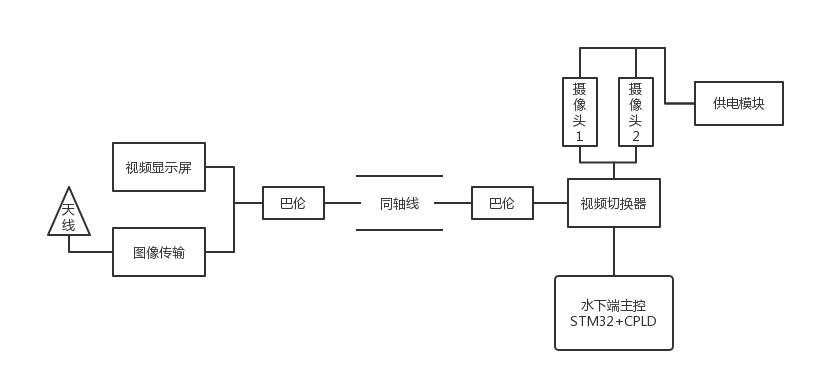 摄像头1
摄像头2
供电模块
视频显示屏
天线
巴伦
同轴线
巴伦
视频切换器
图像传输
水下端主控
STM32+CPLD